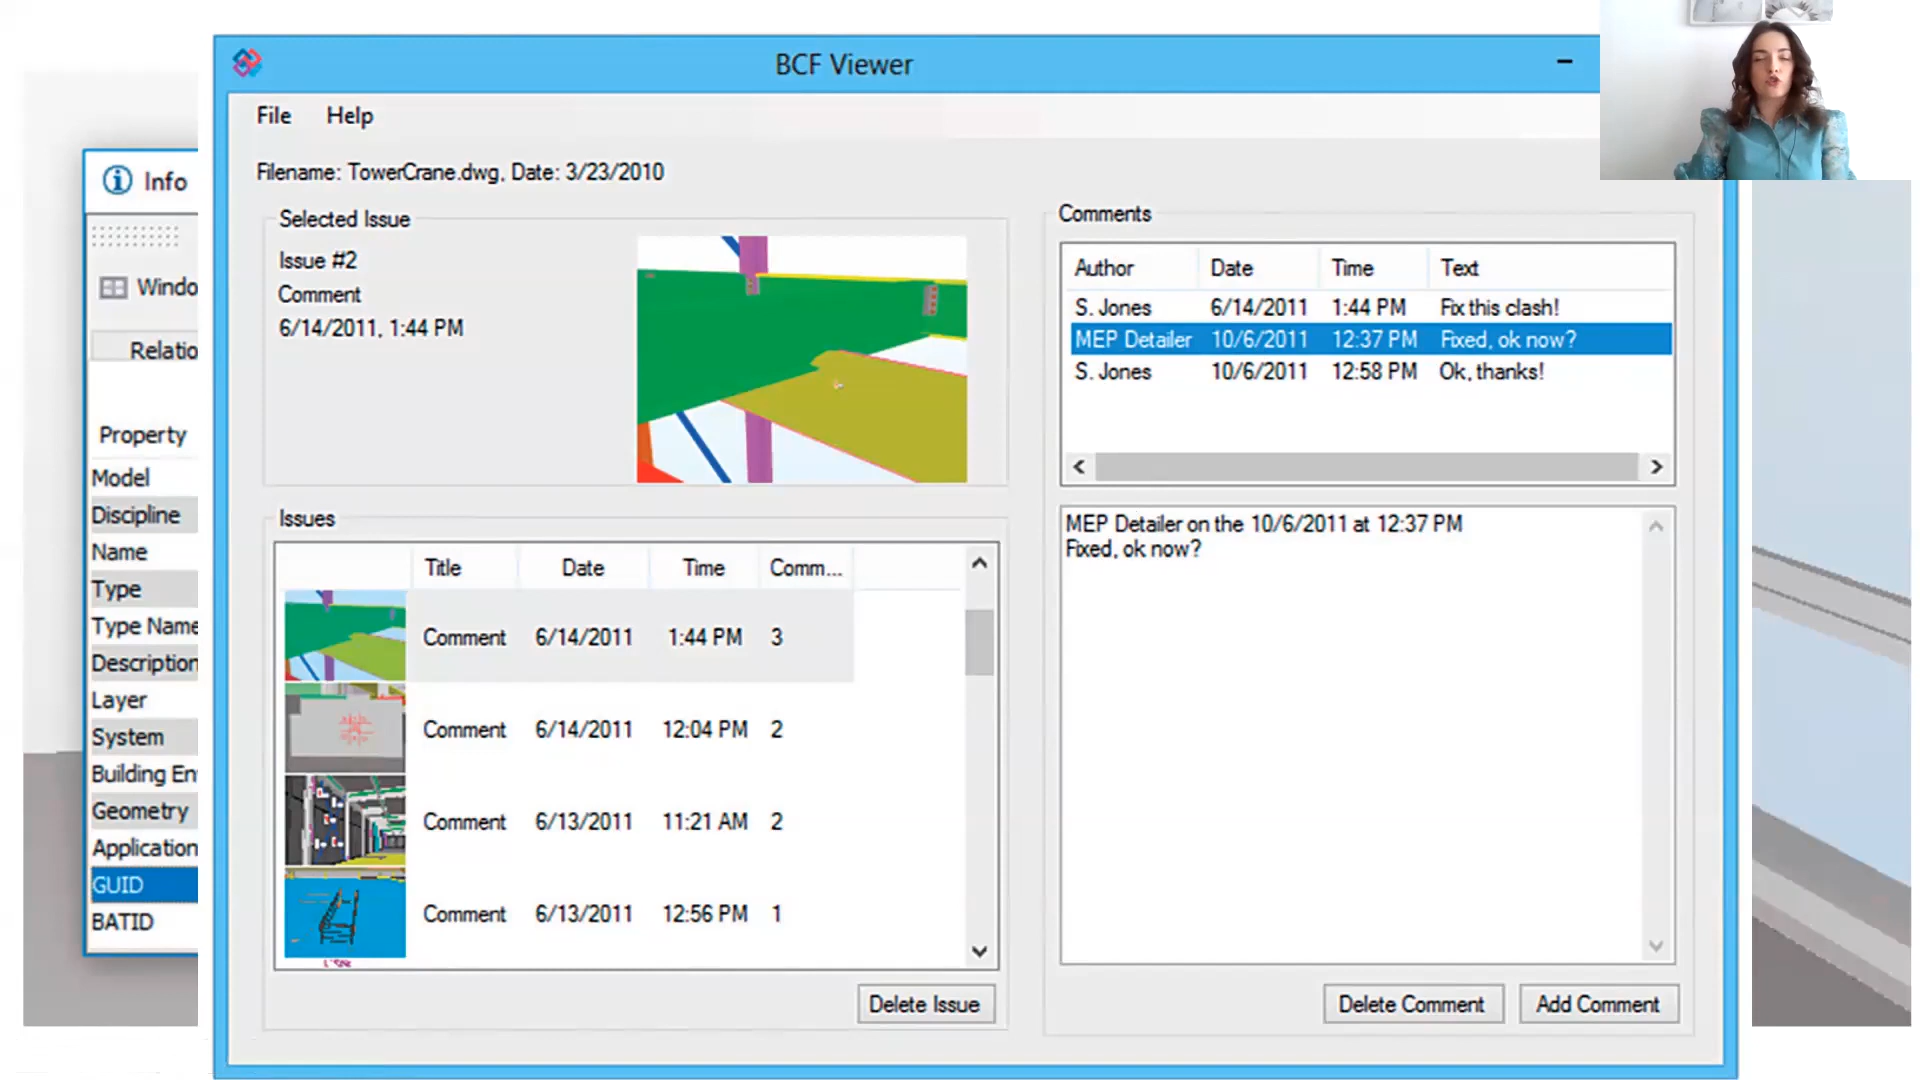 BCF Viewer
File Help
Filename: TowerCrane.dwg, Date: 3/23/2010
Selected Issue
Issue #2
Comment
6/14/2011, 1:44 PM
Comments
Author Date Time Text
S. Jones 6/14/2011 1:44 PM Fix this clash!
MEP Detailer 10/6/2011 12:37 PM Fixed, ok now?
S. Jones 10/6/2011 12:58 PM Ok, thanks!
MEP Detailer on the 10/6/2011 at 12:37 PM
Fixed, ok now?
Issues
Title Date Time Comm...
Comment 6/14/2011 1:44 PM 3
Comment 6/14/2011 12:04 PM 2
Comment 6/13/2011 11:21 AM 2
Comment 6/13/2011 12:56 PM 1
Delete Issue
Delete Comment Add Comment
Info
Windo
Relatio
Property
Model
Discipline
Name
Type
Type Name
Description
Layer
System
Building En
Geometry
Application
GUID
BATID